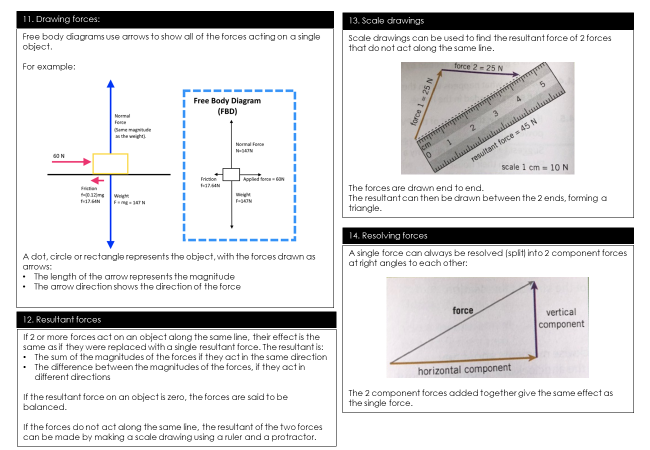 11. Drawing forces:
Free body diagrams use arrows to show all of the forces acting on a single
object.
For example:
Normal
Force
(Same magnitude
as the weight)
60 N
Friction
f=(0.12)mg
f=17.64N
Weight
F = mg = 147 N
Free Body Diagram
(FBD)
Normal Force
N=147N
Friction
f=17.64N
Applied force = 60N
Weight
F=147N
A dot, circle or rectangle represents the object, with the forces drawn as
arrows:
• The length of the arrow represents the magnitude
• The arrow direction shows the direction of the force
12. Resultant forces
If 2 or more forces act on an object along the same line, their effect is the
same as if they were replaced with a single resultant force. The resultant is:
• The sum of the magnitudes of the forces if they act in the same direction
• The difference between the magnitudes of the forces, if they act in
different directions
If the resultant force on an object is zero, the forces are said to be
balanced.
If the forces do not act along the same line, the resultant of the two forces
can be made by making a scale drawing using a ruler and a protractor.
13. Scale drawings
Scale drawings can be used to find the resultant force of 2 forces
that do not act along the same line.
force 1 = 25 N
force 2 = 25 N
cm
0 1 2 3 4 5
resultant force = 45 N
scale 1 cm = 10 N
The forces are drawn end to end.
The resultant can then be drawn between the 2 ends, forming a
triangle.
14. Resolving forces
A single force can always be resolved (split) into 2 component forces
at right angles to each other:
force
vertical
component
horizontal component
The 2 component forces added together give the same effect as
the single force.